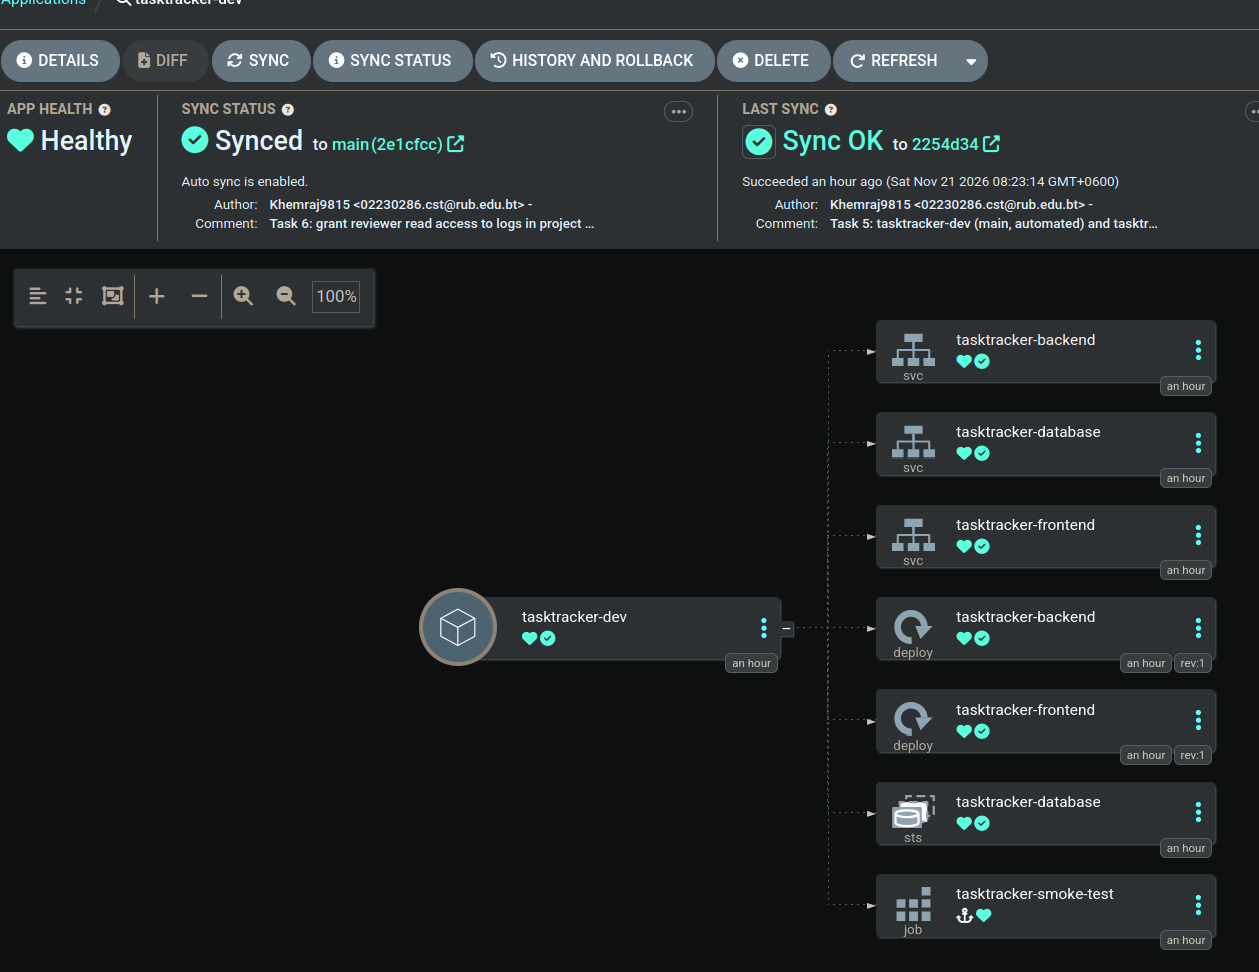 Applications / tasktracker-dev
DETAILS DIFF SYNC SYNC STATUS HISTORY AND ROLLBACK DELETE REFRESH
APP HEALTH
Healthy
SYNC STATUS
Synced to main (2e1cfcc)
Auto sync is enabled.
Author: Khemraj9815 <02230286.cst@rub.edu.bt> -
Comment: Task 6: grant reviewer read access to logs in project ...
LAST SYNC
Sync OK to 2254d34
Succeeded an hour ago (Sat Nov 21 2026 08:23:14 GMT+0600)
Author: Khemraj9815 <02230286.cst@rub.edu.bt> -
Comment: Task 5: tasktracker-dev (main, automated) and tasktr...
100%
tasktracker-dev
an hour
tasktracker-backend
svc
an hour
tasktracker-database
svc
an hour
tasktracker-frontend
svc
an hour
tasktracker-backend
deploy
an hour rev:1
tasktracker-frontend
deploy
an hour rev:1
tasktracker-database
sts
an hour
tasktracker-smoke-test
job
an hour